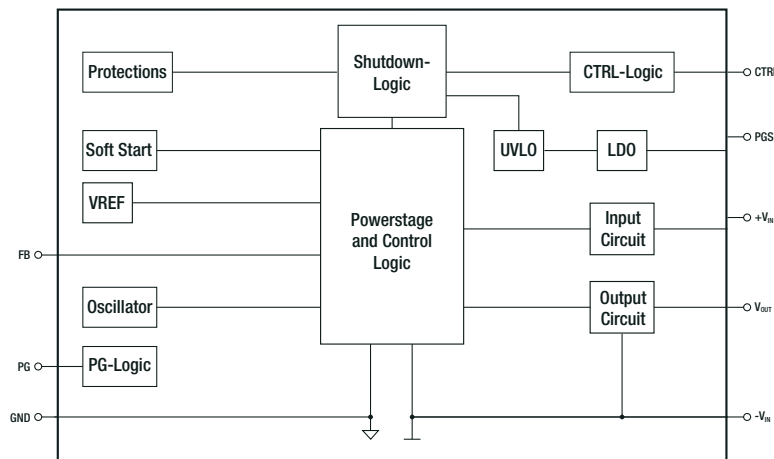 Protections
Shutdown-
Logic
CTRL-Logic
CTRL
PGS
Soft Start
UVLO
LDO
VREF
Powerstage
and Control
Logic
Input
Circuit
+VIN
FB
Oscillator
Output
Circuit
VOUT
PG
PG-Logic
GND
-VIN